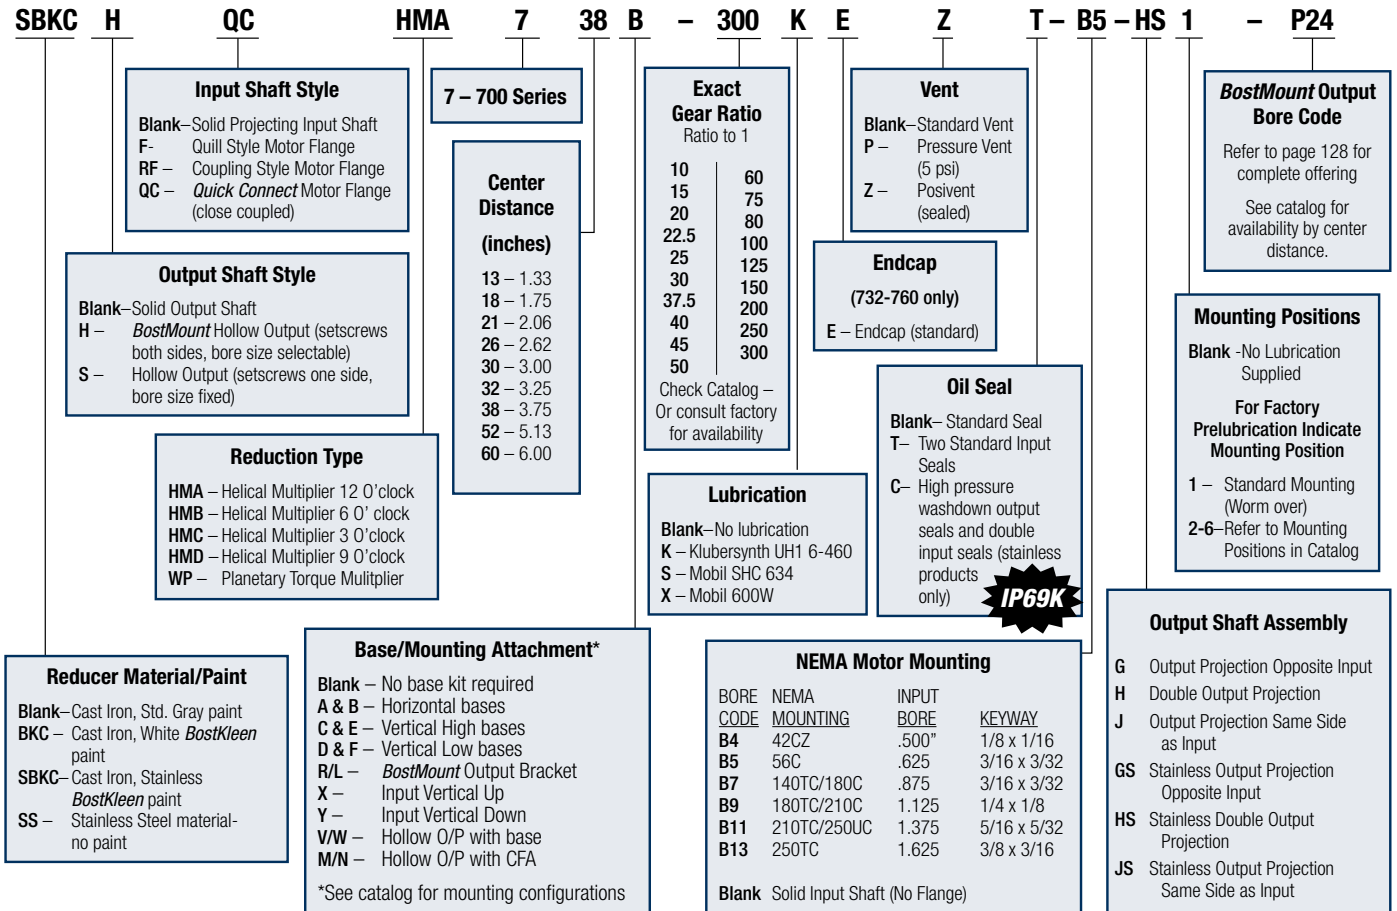 SBKC H QC HMA 7 38 B – 300 K E Z T – B5 – HS 1 – P24
Input Shaft Style
Blank–Solid Projecting Input Shaft
F- Quill Style Motor Flange
RF – Coupling Style Motor Flange
QC – Quick Connect Motor Flange
(close coupled)
7 – 700 Series
Output Shaft Style
Blank–Solid Output Shaft
H – BostMount Hollow Output (setscrews
both sides, bore size selectable)
S – Hollow Output (setscrews one side,
bore size fixed)
Center
Distance
(inches)
13 – 1.33
18 – 1.75
21 – 2.06
26 – 2.62
30 – 3.00
32 – 3.25
38 – 3.75
52 – 5.13
60 – 6.00
Reduction Type
HMA – Helical Multiplier 12 O'clock
HMB – Helical Multiplier 6 O' clock
HMC – Helical Multiplier 3 O'clock
HMD – Helical Multiplier 9 O'clock
WP – Planetary Torque Mulitplier
Reducer Material/Paint
Blank–Cast Iron, Std. Gray paint
BKC – Cast Iron, White BostKleen
paint
SBKC–Cast Iron, Stainless
BostKleen paint
SS – Stainless Steel material-
no paint
Base/Mounting Attachment*
Blank – No base kit required
A & B – Horizontal bases
C & E – Vertical High bases
D & F – Vertical Low bases
R/L – BostMount Output Bracket
X – Input Vertical Up
Y – Input Vertical Down
V/W – Hollow O/P with base
M/N – Hollow O/P with CFA
*See catalog for mounting configurations
Exact
Gear Ratio
Ratio to 1
10
15
20
22.5
25
30
37.5
40
45
50
60
75
80
100
125
150
200
250
300
Check Catalog –
Or consult factory
for availability
Lubrication
Blank–No lubrication
K – Klubersynth UH1 6-460
S – Mobil SHC 634
X – Mobil 600W
Vent
Blank–Standard Vent
P – Pressure Vent
(5 psi)
Z – Posivent
(sealed)
Endcap
(732-760 only)
E – Endcap (standard)
Oil Seal
Blank– Standard Seal
T– Two Standard Input
Seals
C– High pressure
washdown output
seals and double
input seals (stainless
products
only)
IP69K
NEMA Motor Mounting
BORE NEMA INPUT
CODE MOUNTING BORE KEYWAY
B4 42CZ .500" 1/8 x 1/16
B5 56C .625 3/16 x 3/32
B7 140TC/180C .875 3/16 x 3/32
B9 180TC/210C 1.125 1/4 x 1/8
B11 210TC/250UC 1.375 5/16 x 5/32
B13 250TC 1.625 3/8 x 3/16
Blank Solid Input Shaft (No Flange)
BostMount Output
Bore Code
Refer to page 128 for
complete offering
See catalog for
availability by center
distance.
Mounting Positions
Blank -No Lubrication
Supplied
For Factory
Prelubrication Indicate
Mounting Position
1 – Standard Mounting
(Worm over)
2-6–Refer to Mounting
Positions in Catalog
Output Shaft Assembly
G Output Projection Opposite Input
H Double Output Projection
J Output Projection Same Side
as Input
GS Stainless Output Projection
Opposite Input
HS Stainless Double Output
Projection
JS Stainless Output Projection
Same Side as Input